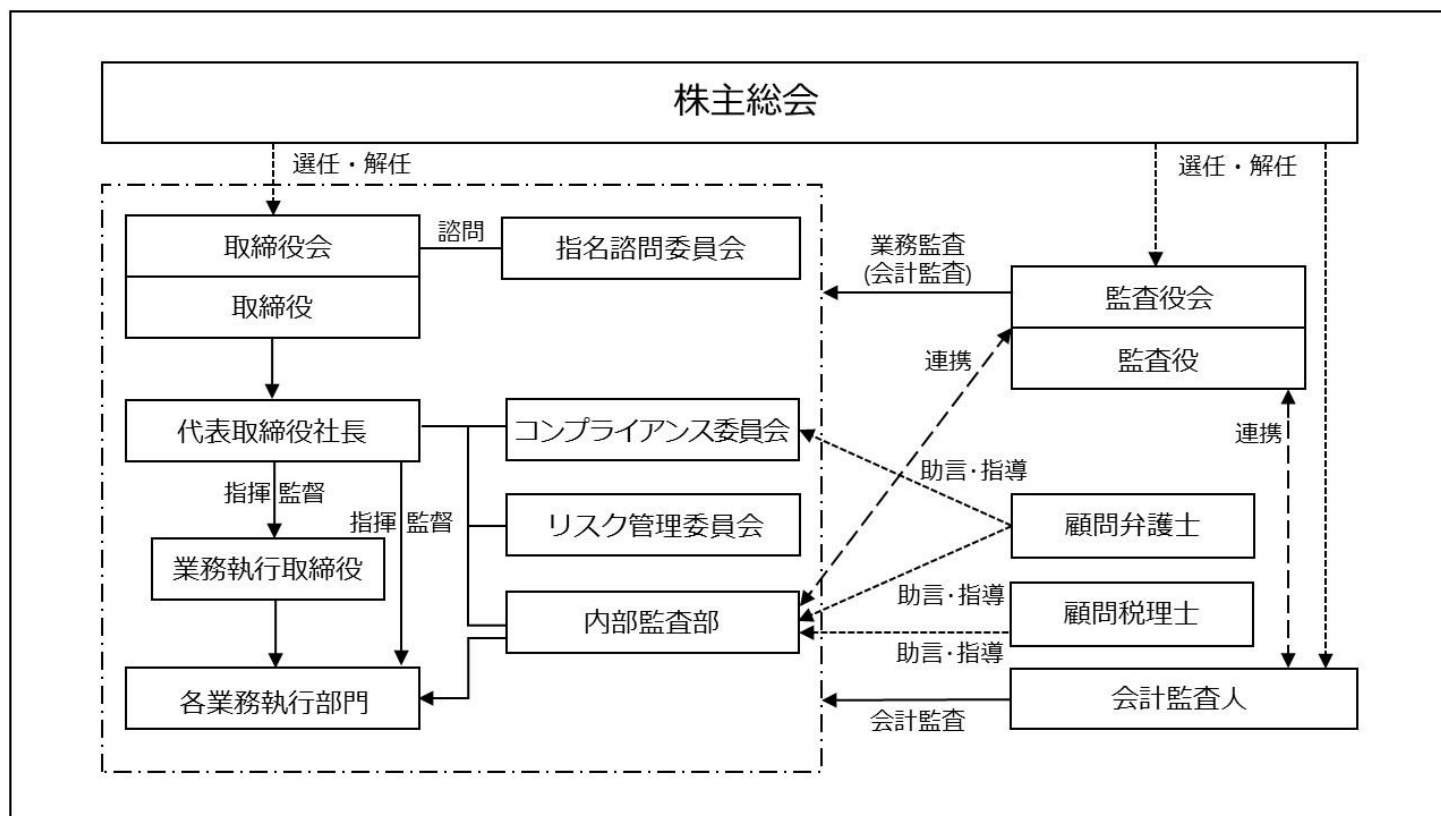 株主総会
選任・解任
選任・解任
取締役会
諮問
指名諮問委員会
取締役
業務監査
(会計監査)
監査役会
監査役
連携
代表取締役社長
コンプライアンス委員会
連携
指揮 監督
助言・指導
指揮 監督
リスク管理委員会
顧問弁護士
業務執行取締役
内部監査部
助言・指導
顧問税理士
助言・指導
各業務執行部門
会計監査
会計監査人